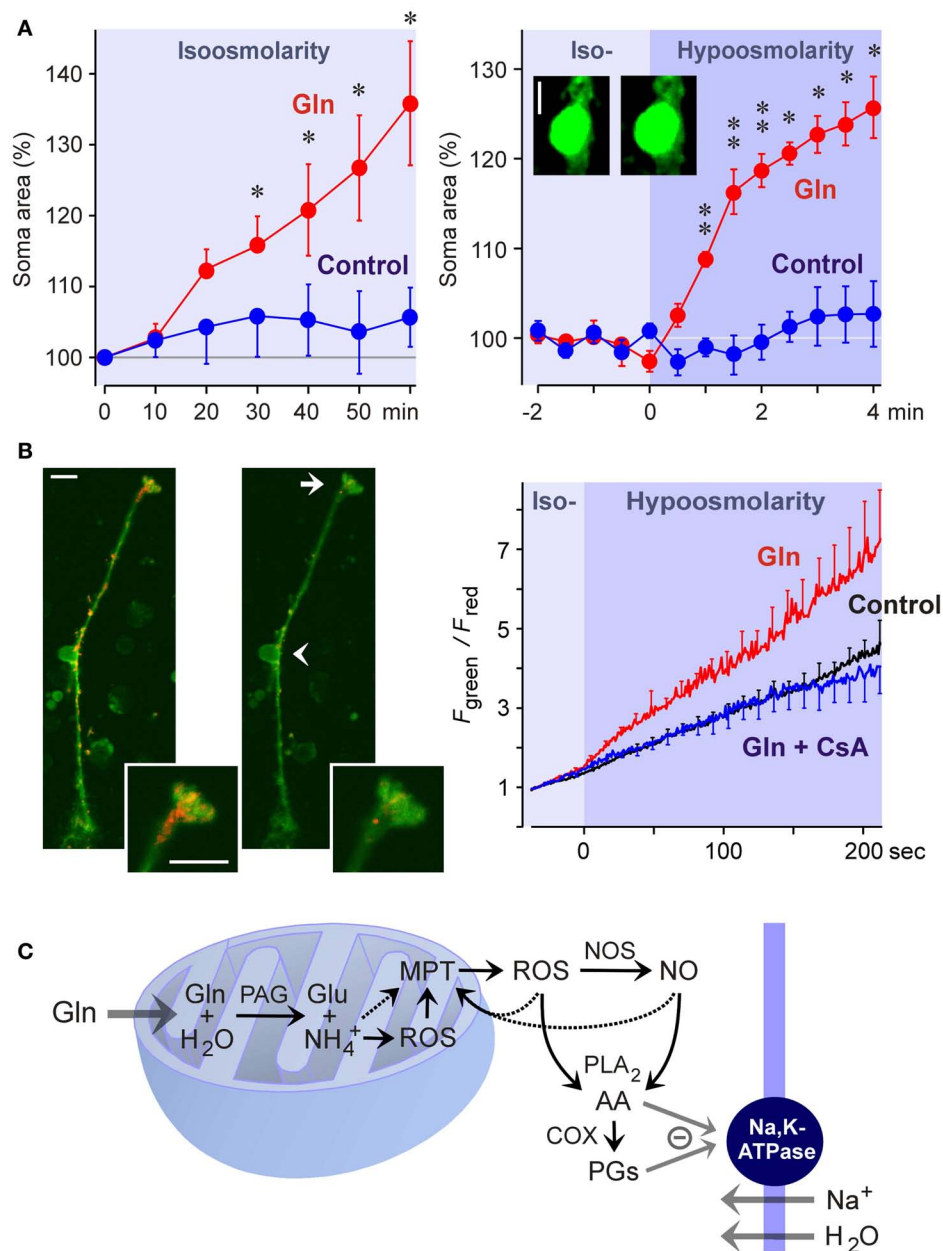 A
Isoosmolarity
Gln
Control
Soma area (%)
140
130
120
110
100
0 10 20 30 40 50 min
* * * * *
Iso- Hypoosmolarity
Gln
Control
Soma area (%)
130
120
110
100
-2 0 2 4 min
** ** ** * * * *
B
Iso- Hypoosmolarity
Gln
Control
Gln + CsA
Fgreen / Fred
7
5
3
1
0 100 200 sec
C
Gln
Gln + H2O
PAG
Glu + NH4+
MPT
ROS
ROS
NOS
NO
PLA2
AA
COX
PGs
−
Na,K-
ATPase
Na+
H2O